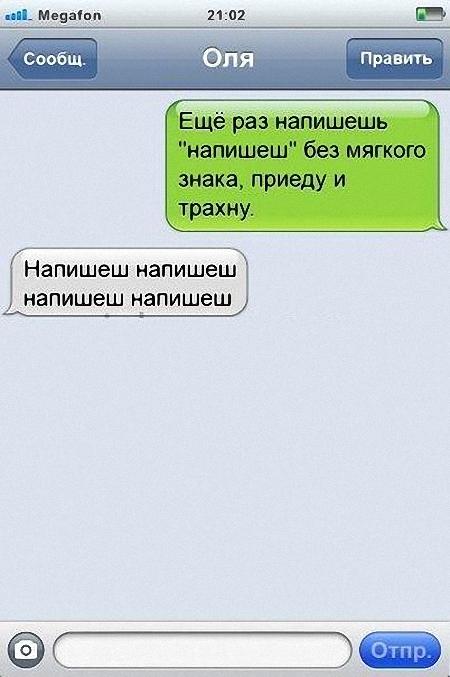 Megafon 21:02
Сообщ. Оля Править
Ещё раз напишешь
"напишеш" без мягкого
знака, приеду и
трахну.
Напишеш напишеш
напишеш напишеш
Отпр.